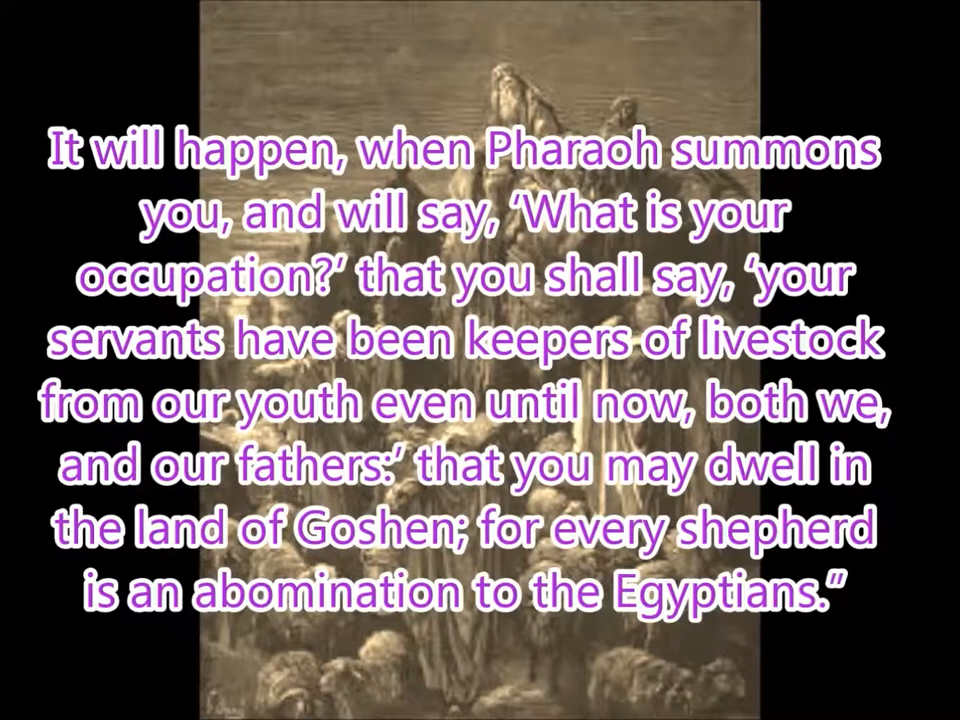 It will happen, when Pharaoh summons
you, and will say, ‘What is your
occupation?’ that you shall say, ‘your
servants have been keepers of livestock
from our youth even until now, both we,
and our fathers:’ that you may dwell in
the land of Goshen; for every shepherd
is an abomination to the Egyptians.”